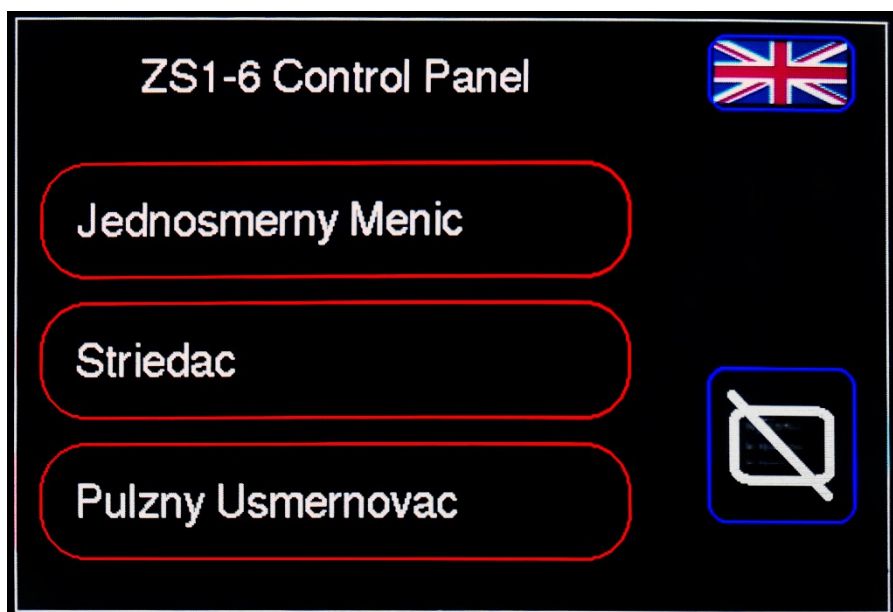 ZS1-6 Control Panel
Jednosmerny Menic
Striedac
Pulzny Usmernovac